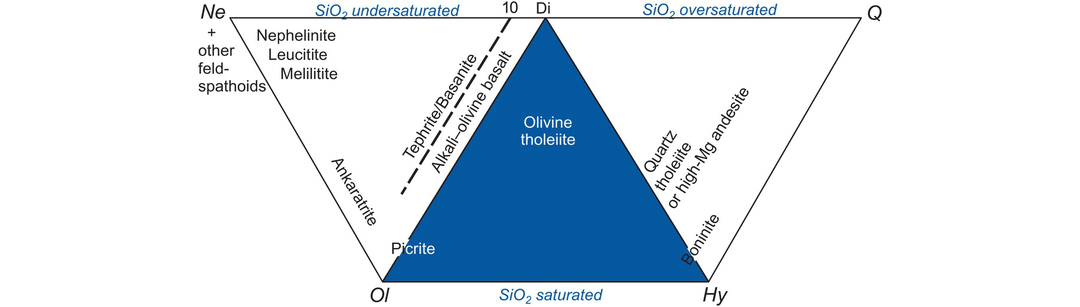 Ne
SiO2 undersaturated
10
Di
SiO2 oversaturated
Q
+
other
feld-
spathoids
Nephelinite
Leucitite
Melilitite
Tephrite/Basanite
Alkali–olivine basalt
Olivine
tholeiite
Quartz
tholeiite
or high-Mg andesite
Ankaratrite
Picrite
Boninite
Ol
SiO2 saturated
Hy